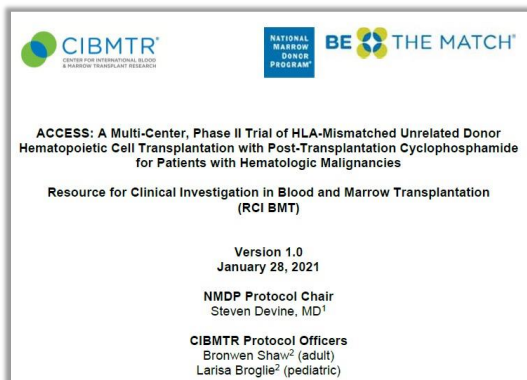 CIBMTR®
CENTER FOR INTERNATIONAL BLOOD
& MARROW TRANSPLANT RESEARCH
NATIONAL
MARROW
DONOR
PROGRAM®
BE THE MATCH®
ACCESS: A Multi-Center, Phase II Trial of HLA-Mismatched Unrelated Donor
Hematopoietic Cell Transplantation with Post-Transplantation Cyclophosphamide
for Patients with Hematologic Malignancies
Resource for Clinical Investigation in Blood and Marrow Transplantation
(RCI BMT)
Version 1.0
January 28, 2021
NMDP Protocol Chair
Steven Devine, MD¹
CIBMTR Protocol Officers
Bronwen Shaw² (adult)
Larisa Broglie² (pediatric)